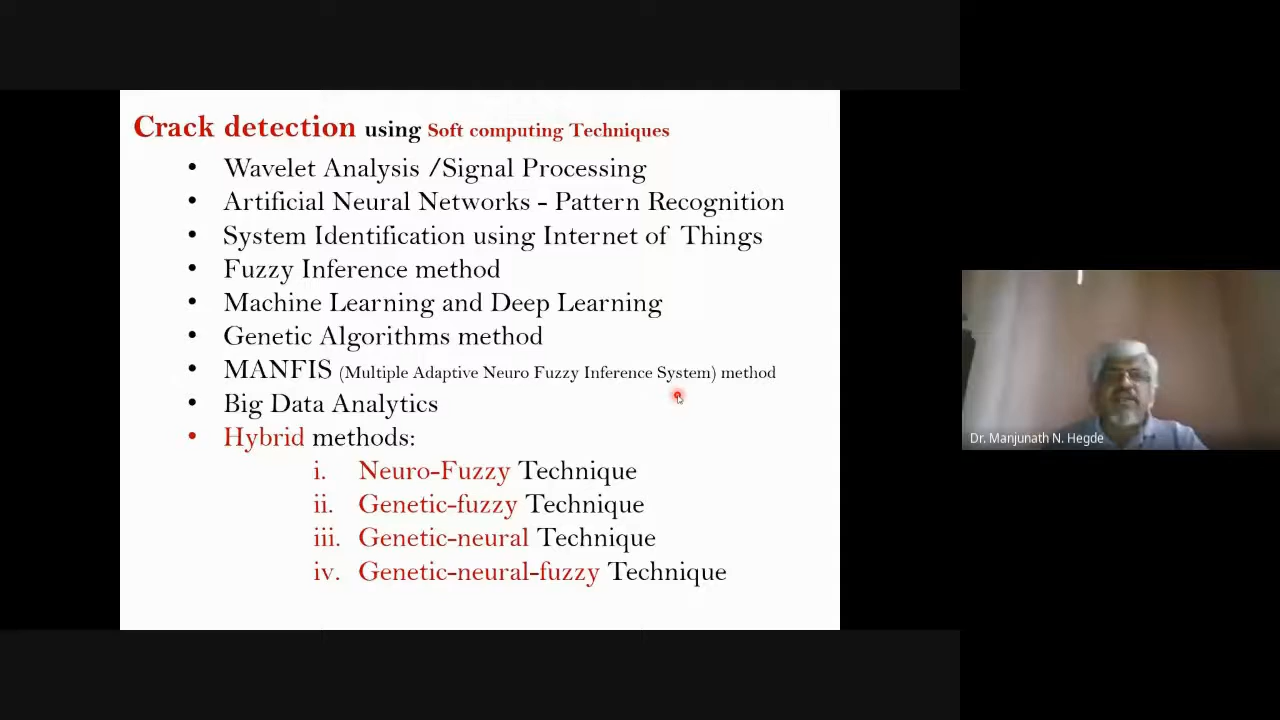 Crack detection using Soft computing Techniques
• Wavelet Analysis /Signal Processing
• Artificial Neural Networks - Pattern Recognition
• System Identification using Internet of Things
• Fuzzy Inference method
• Machine Learning and Deep Learning
• Genetic Algorithms method
• MANFIS (Multiple Adaptive Neuro Fuzzy Inference System) method
• Big Data Analytics
• Hybrid methods:
i. Neuro-Fuzzy Technique
ii. Genetic-fuzzy Technique
iii. Genetic-neural Technique
iv. Genetic-neural-fuzzy Technique
Dr. Manjunath N. Hegde